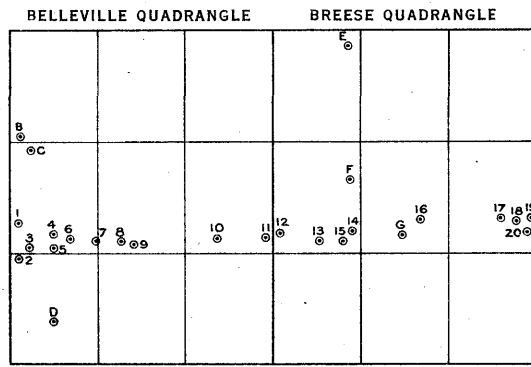 BELLEVILLE QUADRANGLE BREESE QUADRANGLE
E
B
C
F
1 4 6 7 8 10 11 12 13 15 14 G 16 17 18 19
3 5 9 20
2
D